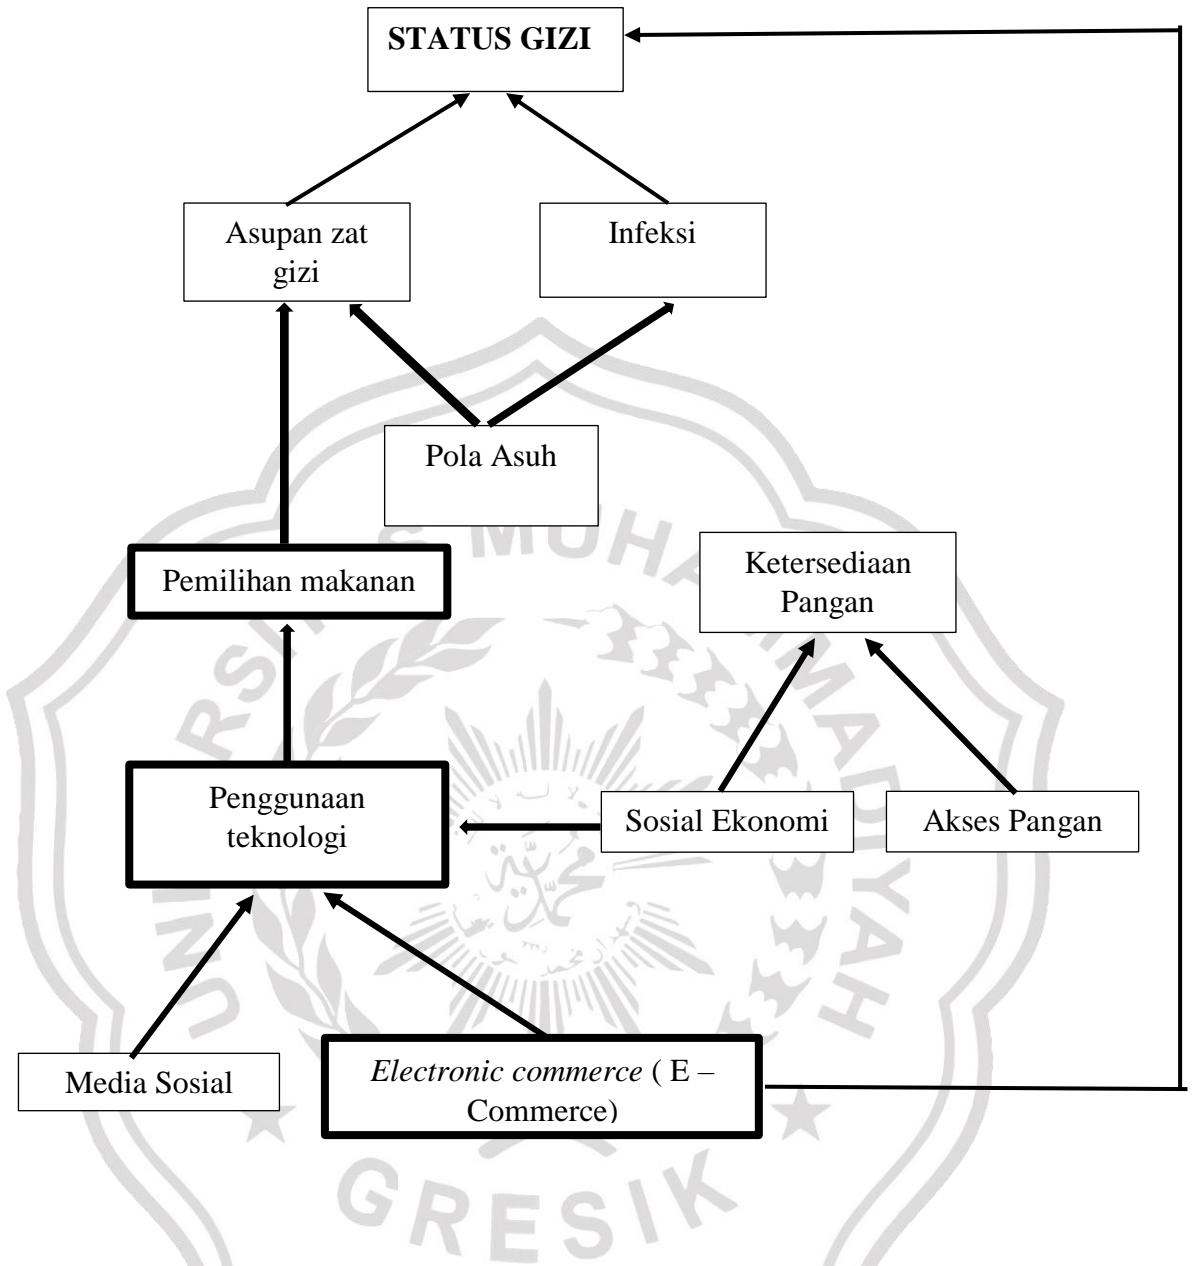 STATUS GIZI
Asupan zat
gizi
Infeksi
Pola Asuh
Pemilihan makanan
Ketersediaan
Pangan
Penggunaan
teknologi
Sosial Ekonomi
Akses Pangan
Media Sosial
Electronic commerce ( E –
Commerce)
GRESIK